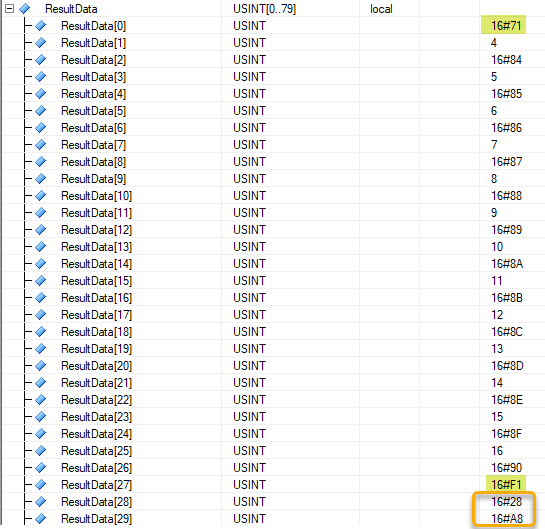 ResultData USINT[0..79] local
ResultData[0] USINT 16#71
ResultData[1] USINT 4
ResultData[2] USINT 16#84
ResultData[3] USINT 5
ResultData[4] USINT 16#85
ResultData[5] USINT 6
ResultData[6] USINT 16#86
ResultData[7] USINT 7
ResultData[8] USINT 16#87
ResultData[9] USINT 8
ResultData[10] USINT 16#88
ResultData[11] USINT 9
ResultData[12] USINT 16#89
ResultData[13] USINT 10
ResultData[14] USINT 16#8A
ResultData[15] USINT 11
ResultData[16] USINT 16#8B
ResultData[17] USINT 12
ResultData[18] USINT 16#8C
ResultData[19] USINT 13
ResultData[20] USINT 16#8D
ResultData[21] USINT 14
ResultData[22] USINT 16#8E
ResultData[23] USINT 15
ResultData[24] USINT 16#8F
ResultData[25] USINT 16
ResultData[26] USINT 16#90
ResultData[27] USINT 16#F1
ResultData[28] USINT 16#28
ResultData[29] USINT 16#A8